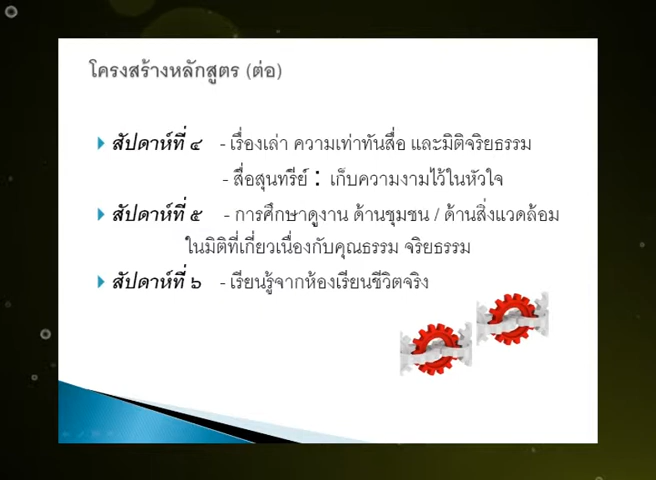 โครงสร้างหลักสูตร (ต่อ)
สัปดาห์ที่ ๔ - เรื่องเล่า ความเท่าทันสื่อ และมิติจริยธรรม
- สื่อสุนทรีย์ : เก็บความงามไว้ในหัวใจ
สัปดาห์ที่ ๕ - การศึกษาดูงาน ด้านชุมชน / ด้านสิ่งแวดล้อม
ในมิติที่เกี่ยวเนื่องกับคุณธรรม จริยธรรม
สัปดาห์ที่ ๖ - เรียนรู้จากห้องเรียนชีวิตจริง